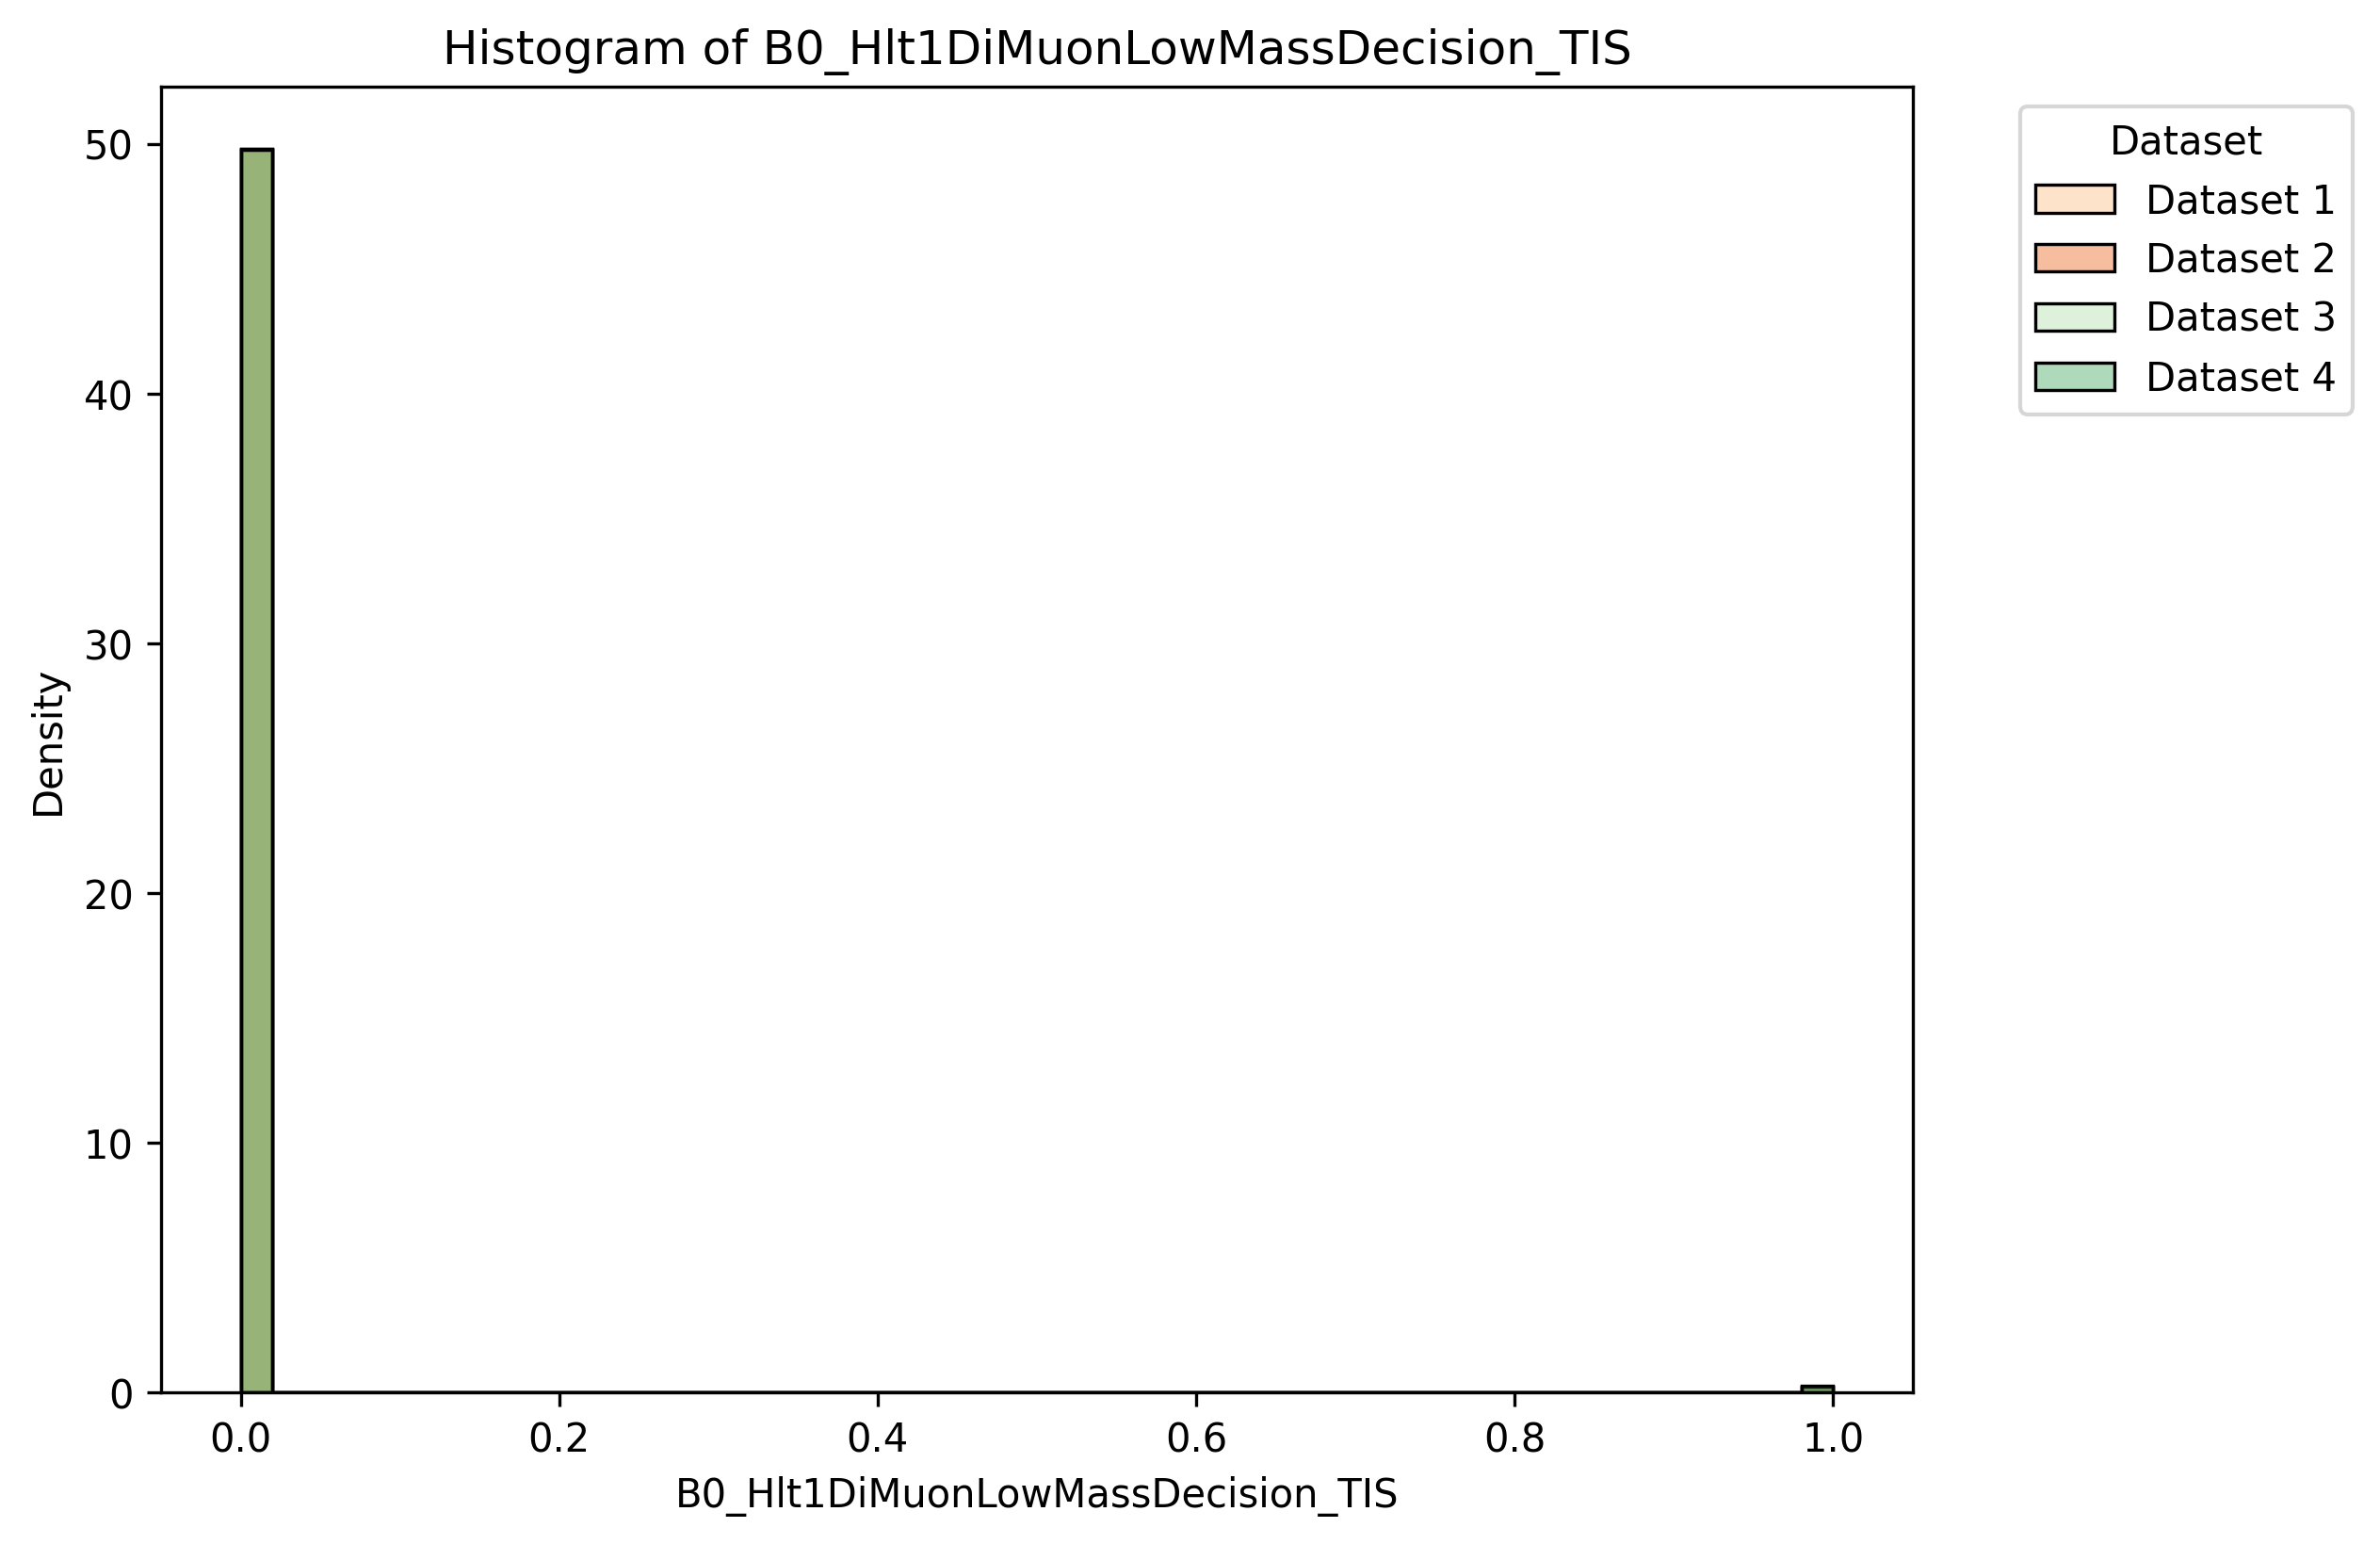 Histogram of B0_Hlt1DiMuonLowMassDecision_TIS
Density
50
40
30
20
10
0
0.0 0.2 0.4 0.6 0.8 1.0
B0_Hlt1DiMuonLowMassDecision_TIS
Dataset
Dataset 1
Dataset 2
Dataset 3
Dataset 4